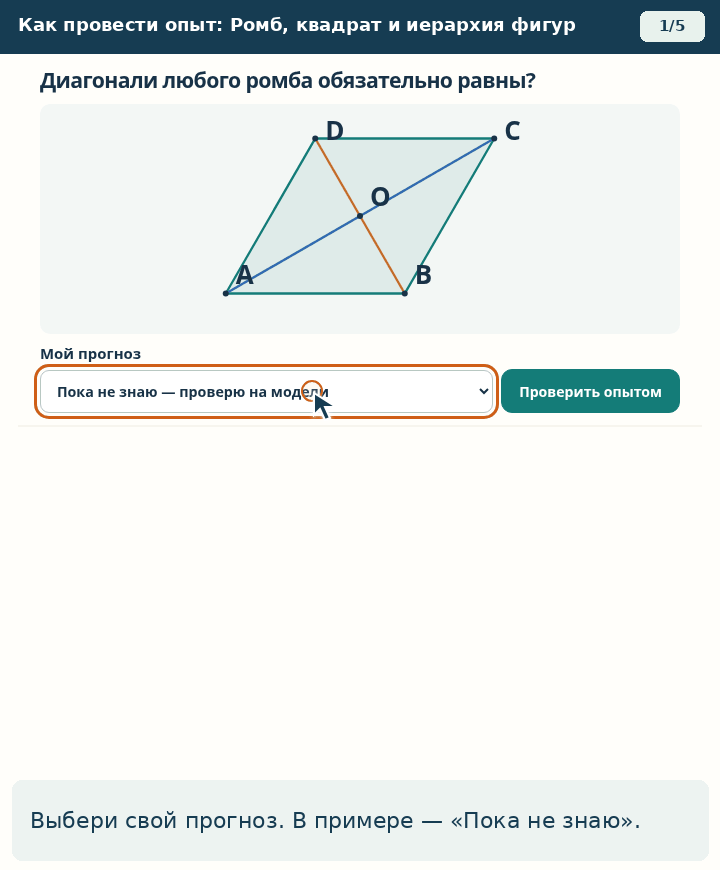 Как провести опыт: Ромб, квадрат и иерархия фигур
1/5
Диагонали любого ромба обязательно равны?
D
C
O
A
B
Мой прогноз
Пока не знаю — проверю на модели
Проверить опытом
Выбери свой прогноз. В примере — «Пока не знаю».